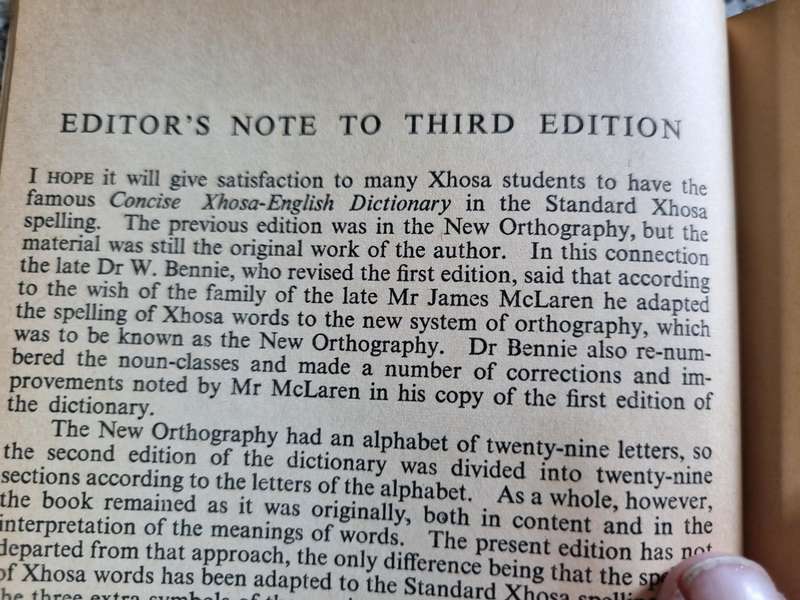 EDITOR'S NOTE TO THIRD EDITION
I HOPE it will give satisfaction to many Xhosa students to have the
famous Concise Xhosa-English Dictionary in the Standard Xhosa
spelling. The previous edition was in the New Orthography, but the
material was still the original work of the author. In this connection
the late Dr W. Bennie, who revised the first edition, said that according
to the wish of the family of the late Mr James McLaren he adapted
the spelling of Xhosa words to the new system of orthography, which
was to be known as the New Orthography. Dr Bennie also re-num-
bered the noun-classes and made a number of corrections and im-
provements noted by Mr McLaren in his copy of the first edition of
the dictionary.
The New Orthography had an alphabet of twenty-nine letters, so
the second edition of the dictionary was divided into twenty-nine
sections according to the letters of the alphabet. As a whole, however,
the book remained as it was originally, both in content and in the
interpretation of the meanings of words. The present edition has not
departed from that approach, the only difference being that the
of Xhosa words has been adapted to the Standard Xhosa
the three extra symbols of the